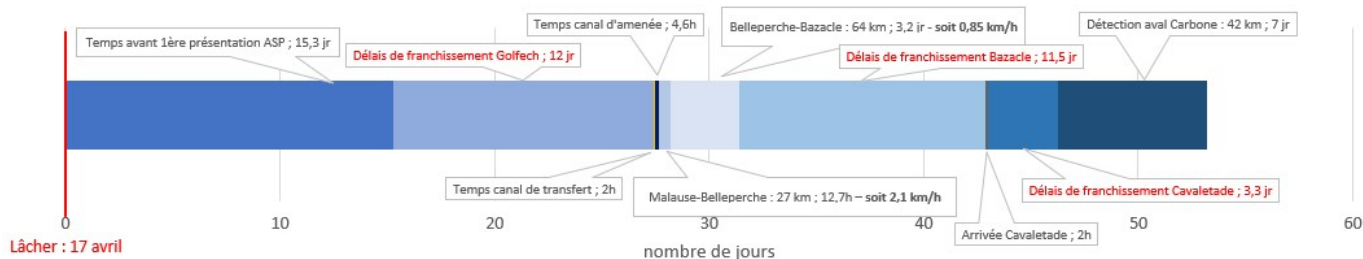 Temps canal d'amenée ; 4,6h
Belleperche-Bazacle : 64 km ; 3,2 jr - soit 0,85 km/h
Détection aval Carbone : 42 km ; 7 jr
Temps avant 1ère présentation ASP ; 15,3 jr
Délais de franchissement Golfech ; 12 jr
Délais de franchissement Bazacle ; 11,5 jr
Temps canal de transfert ; 2h
Malause-Belleperche : 27 km ; 12,7h – soit 2,1 km/h
Délais de franchissement Cavaletade ; 3,3 jr
Arrivée Cavaletade ; 2h
0 10 20 30 40 50 60
Lâcher : 17 avril
nombre de jours